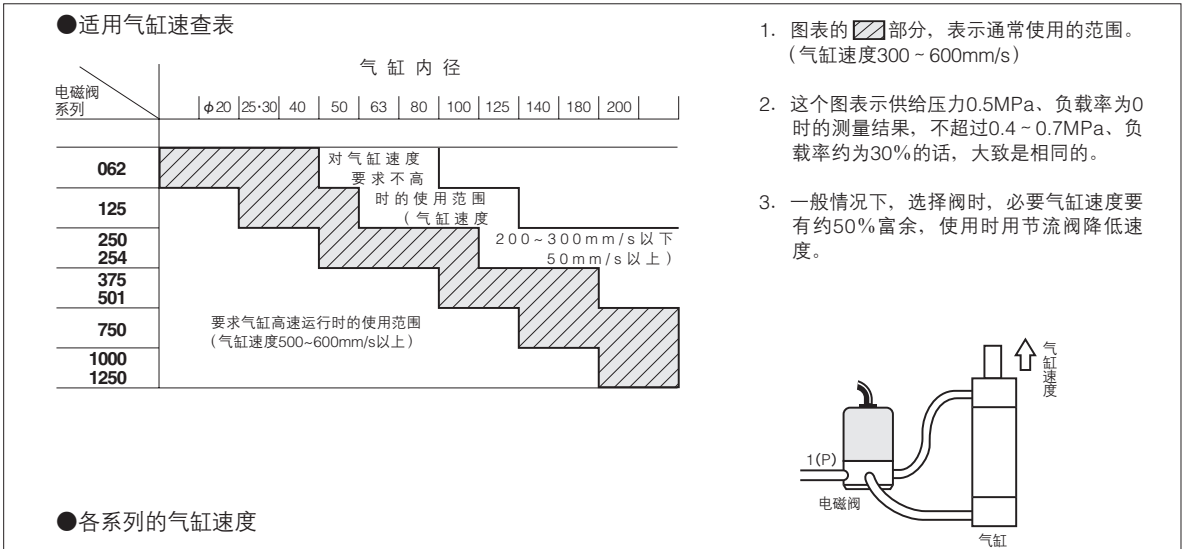 ●适用气缸速查表
气缸内径
电磁阀
系列
φ20 25·30 40 50 63 80 100 125 140 180 200
062
125
250
254
375
501
750
1000
1250
对气缸速度
要求不高
时的使用范围
(气缸速度
200~300mm/s以下
50mm/s以上)
要求气缸高速运行时的使用范围
(气缸速度500~600mm/s以上)
1. 图表的部分，表示通常使用的范围。
(气缸速度300~600mm/s)
2. 这个图表示供给压力0.5MPa、负载率为0
时的测量结果，不超过0.4~0.7MPa、负
载率约为30%的话，大致是相同的。
3. 一般情况下，选择阀时，必要气缸速度要
有约50%富余，使用时用节流阀降低速
度。
气缸速度
1(P)
电磁阀
气缸
●各系列的气缸速度